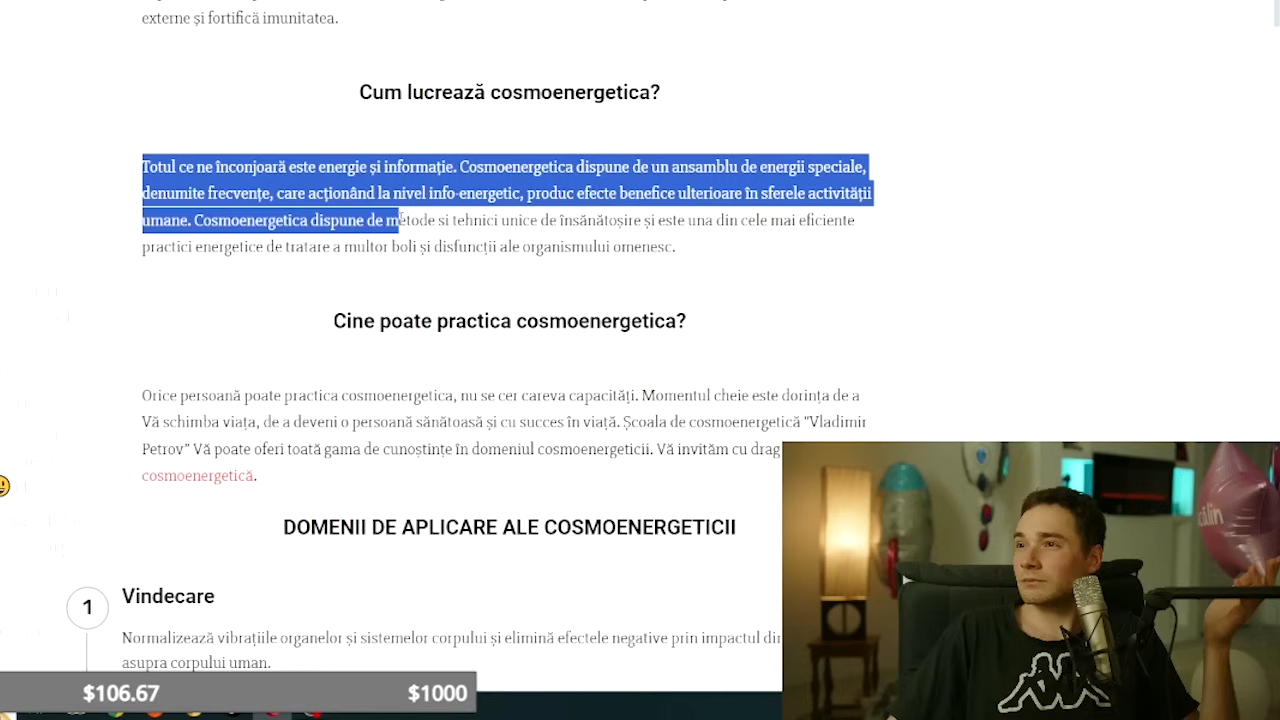 externe și fortifică imunitatea.
Cum lucrează cosmoenergetica?
Totul ce ne înconjoară este energie și informație. Cosmoenergetica dispune de un ansamblu de energii speciale,
denumite frecvențe, care acționând la nivel info-energetic, produc efecte benefice ulterioare în sferele activității
umane. Cosmoenergetica dispune de metode si tehnici unice de însănătoșire și este una din cele mai eficiente
practici energetice de tratare a multor boli și disfuncții ale organismului omenesc.
Cine poate practica cosmoenergetica?
Orice persoană poate practica cosmoenergetica, nu se cer careva capacități. Momentul cheie este dorința de a
Vă schimba viața, de a deveni o persoană sănătoasă și cu succes în viață. Școala de cosmoenergetică "Vladimir
Petrov" Vă poate oferi toată gama de cunoștințe în domeniul cosmoenergeticii. Vă invităm cu drag
cosmoenergetică.
DOMENII DE APLICARE ALE COSMOENERGETICII
1 Vindecare
Normalizează vibrațiile organelor și sistemelor corpului și elimină efectele negative prin impactul
asupra corpului uman.
$106.67 $1000